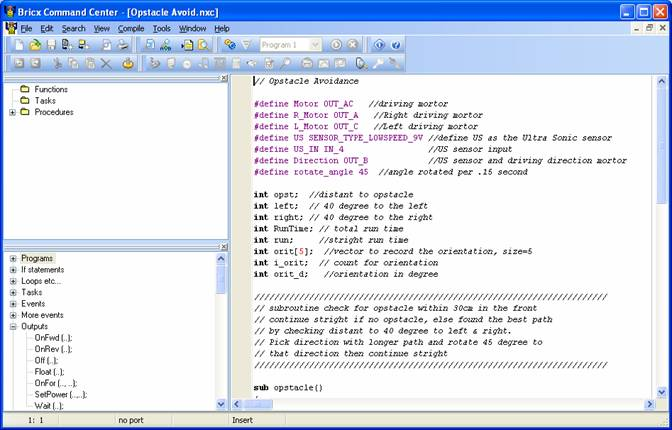 Bricx Command Center - [Opstacle Avoid.nxc]
File Edit Search View Compile Tools Window Help
Program 1
Functions
Tasks
Procedures
Programs
If statements
Loops etc...
Tasks
Events
More events
Outputs
OnFwd (..);
OnRev (..);
Off (..);
Float (..);
OnFor (.., ..);
SetPower (..,..);
Wait (..);
// Opstacle Avoidance
#define Motor OUT_AC //driving mortor
#define R_Motor OUT_A //Right driving mortor
#define L_Motor OUT_C //Left driving mortor
#define US SENSOR_TYPE_LOWSPEED_9V //define US as the Ultra Sonic sensor
#define US_IN IN_4 //US sensor input
#define Direction OUT_B //US sensor and driving direction mortor
#define rotate_angle 45 //angle rotated per .15 second
int opst; //distant to opstacle
int left; // 40 degree to the left
int right; // 40 degree to the right
int RunTime; // total run time
int run; //stright run time
int orit[5]; //vector to record the orientation, size=5
int i_orit; // count for orientation
int orit_d; //orientation in degree
///////////////////////////////////////////////////////////////////////
// subroutine check for opstacle within 30cm in the front
// continue stright if no opstacle, else found the best path
// by checking distant to 40 degree to left & right.
// Pick direction with longer path and rotate 45 degree to
// that direction then continue stright
///////////////////////////////////////////////////////////////////////
sub opstacle()
1: 1 no port Insert